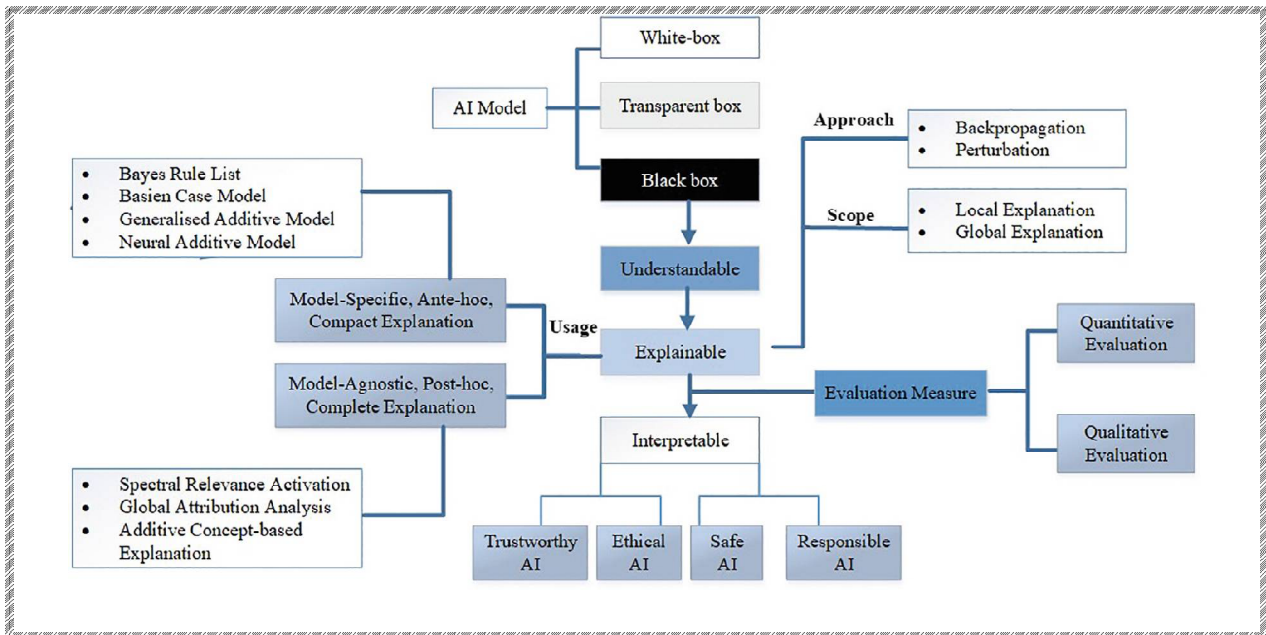 White-box
AI Model
Transparent box
Black box
Approach
• Backpropagation
• Perturbation
Scope
• Local Explanation
• Global Explanation
• Bayes Rule List
• Basien Case Model
• Generalised Additive Model
• Neural Additive Model
Understandable
Model-Specific, Ante-hoc,
Compact Explanation
Usage
Explainable
Model-Agnostic, Post-hoc,
Complete Explanation
Evaluation Measure
Quantitative
Evaluation
Qualitative
Evaluation
Interpretable
• Spectral Relevance Activation
• Global Attribution Analysis
• Additive Concept-based
Explanation
Trustworthy
AI
Ethical
AI
Safe
AI
Responsible
AI